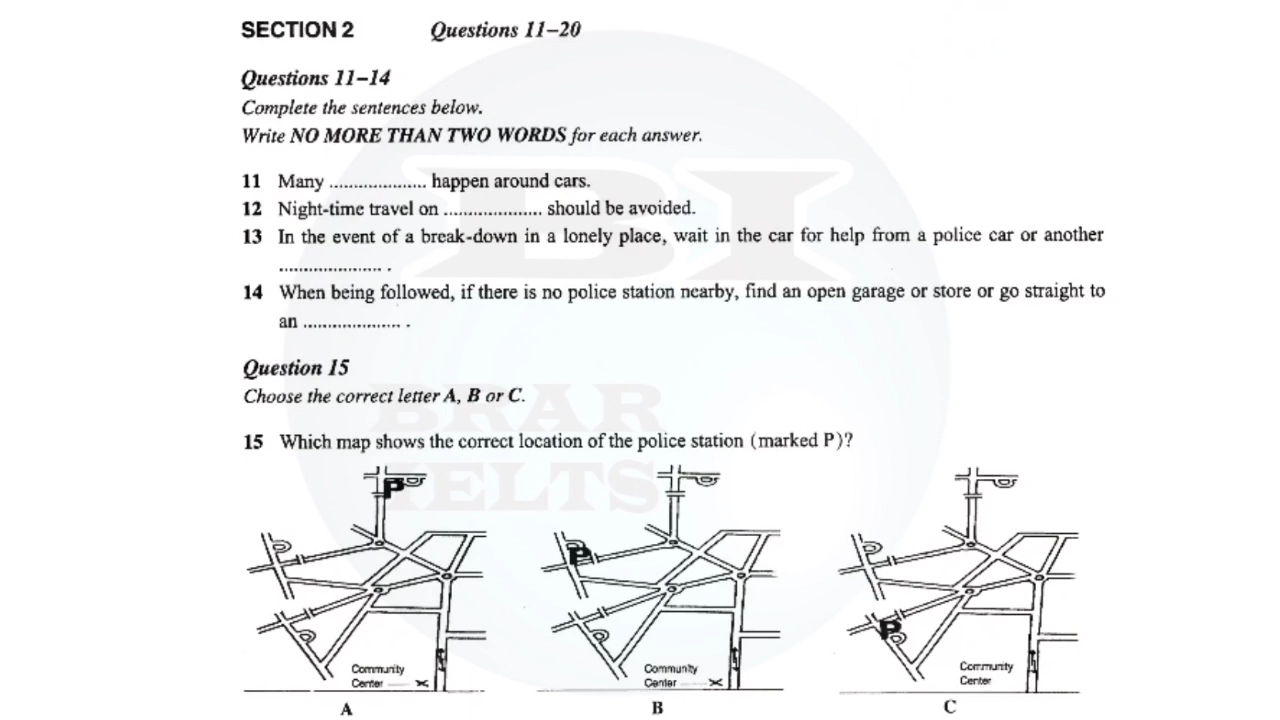 SECTION 2 Questions 11–20
Questions 11–14
Complete the sentences below.
Write NO MORE THAN TWO WORDS for each answer.
11 Many .................... happen around cars.
12 Night-time travel on .................... should be avoided.
13 In the event of a break-down in a lonely place, wait in the car for help from a police car or another
..................... .
14 When being followed, if there is no police station nearby, find an open garage or store or go straight to
an .................... .
Question 15
Choose the correct letter A, B or C.
15 Which map shows the correct location of the police station (marked P)?
BI
BRAR
IELTS
P
P
P
Community
Center
Community
Center
Community
Center
A B C